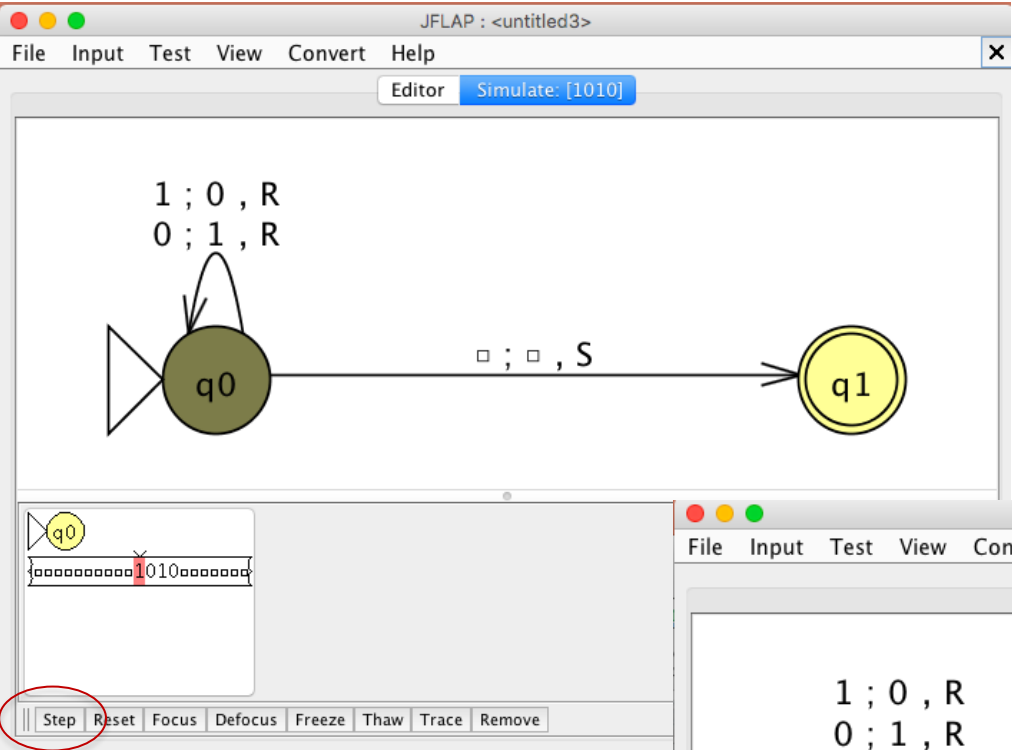 JFLAP : <untitled3>
File Input Test View Convert Help
Editor Simulate: [1010]
1 ; 0 , R
0 ; 1 , R
□ ; □ , S
q0
q1
q0
□□□□□□□□□□1010□□□□□□□
Step Reset Focus Defocus Freeze Thaw Trace Remove
File Input Test View Con
1 ; 0 , R
0 ; 1 , R